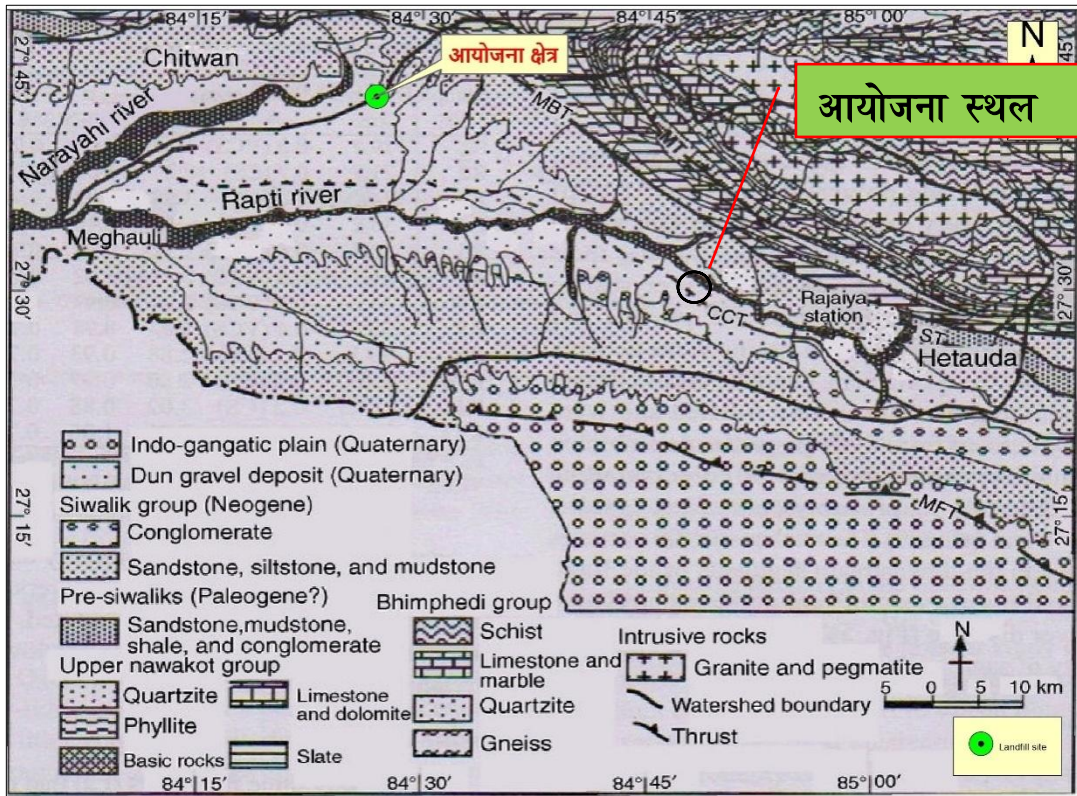 84° 15′
84° 30′
84° 45′
85° 00′
N
27° 45′
45′
आयोजना क्षेत्र
आयोजना स्थल
Chitwan
Narayahi river
MBT
MT
Rapti river
Meghauli
27° 30′
27° 30′
CCT
Rajaiya
station
ST
Hetauda
Indo-gangatic plain (Quaternary)
Dun gravel deposit (Quaternary)
Siwalik group (Neogene)
Conglomerate
Sandstone, siltstone, and mudstone
Pre-siwaliks (Paleogene?)
Sandstone,mudstone,
shale, and conglomerate
Upper nawakot group
Quartzite
Phyllite
Basic rocks
Limestone
and dolomite
Slate
Bhimphedi group
Schist
Limestone and
marble
Quartzite
Gneiss
Intrusive rocks
Granite and pegmatite
Watershed boundary
Thrust
MFT
27° 15′
27° 15′
N
5 0 5 10 km
Landfill site
84° 15′
84° 30′
84° 45′
85° 00′